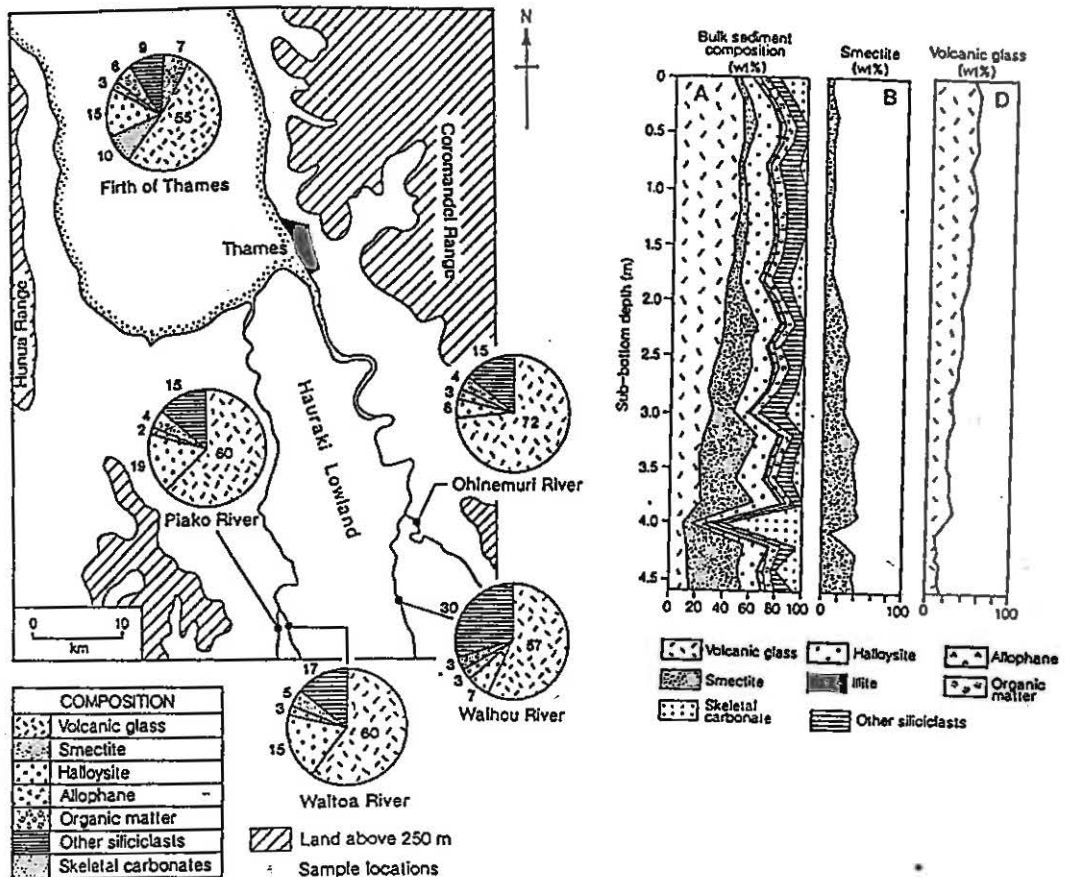 N
9 7
6
3
15
55
10
Firth of Thames
Thames
Coromandel Range
Hunua Range
Hauraki Lowland
15
4
2
60
19
Piako River
15
4
3
6
72
Ohinemuri River
30
57
3
3
7
Waihou River
17
5
3
60
15
Waitoa River
0 10
km
COMPOSITION
Volcanic glass
Smectite
Halloysite
Allophane
Organic matter
Other siliciclasts
Skeletal carbonates
Land above 250 m
Sample locations
Bulk sediment
composition
(wt%)
Smectite
(wt%)
Volcanic glass
(wt%)
A
B
D
Sub-bottom depth (m)
0
0.5
1.0
1.5
2.0
2.5
3.0
3.5
4.0
4.5
0 20 40 60 80 100
0 100
0 100
Volcanic glass
Halloysite
Allophane
Smectite
Illite
Organic
matter
Skeletal
carbonate
Other siliciclasts